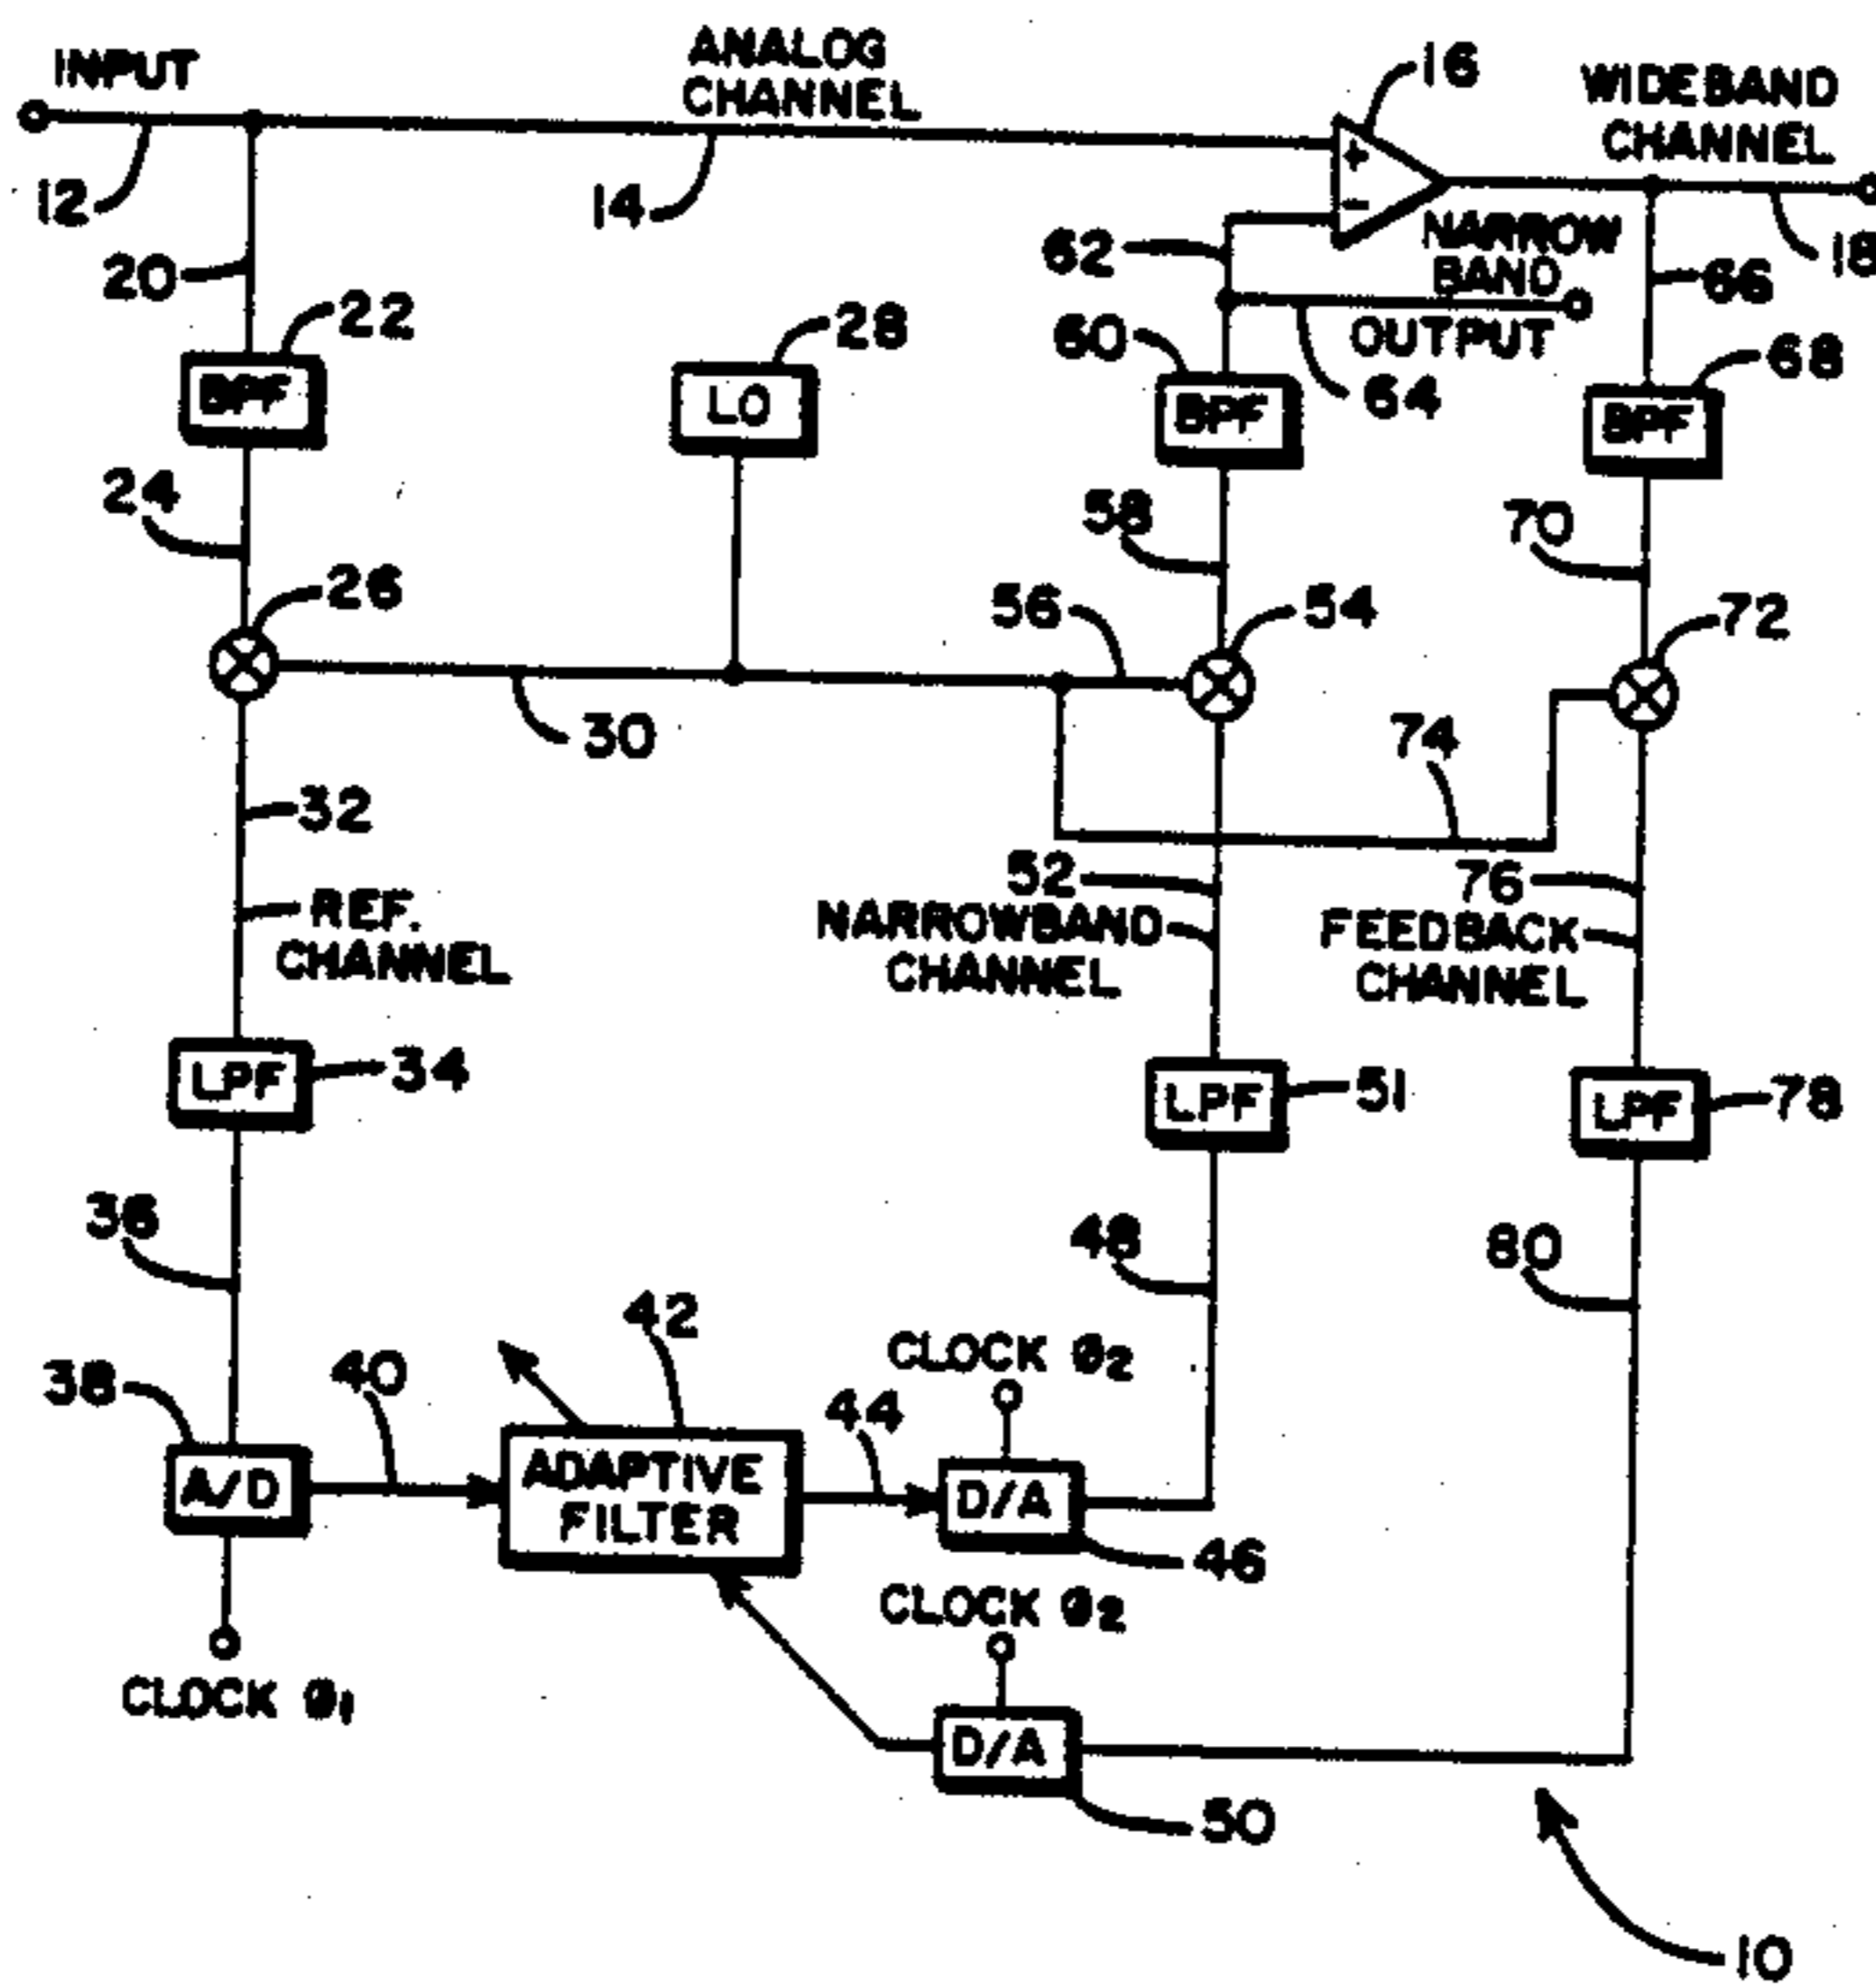 INPUT
ANALOG
CHANNEL
16
WIDEBAND
CHANNEL
12
14
18
20
62
NARROW
BAND
OUTPUT
66
22
28
60
64
68
BPF
LO
BPF
BPF
24
58
70
26
56
54
72
30
74
32
52
76
REF.
CHANNEL
NARROWBAND
CHANNEL
FEEDBACK
CHANNEL
LPF
34
LPF
51
LPF
78
36
48
80
42
CLOCK Ø2
38
40
44
A/D
ADAPTIVE
FILTER
D/A
46
CLOCK Ø2
CLOCK Ø1
D/A
50
10